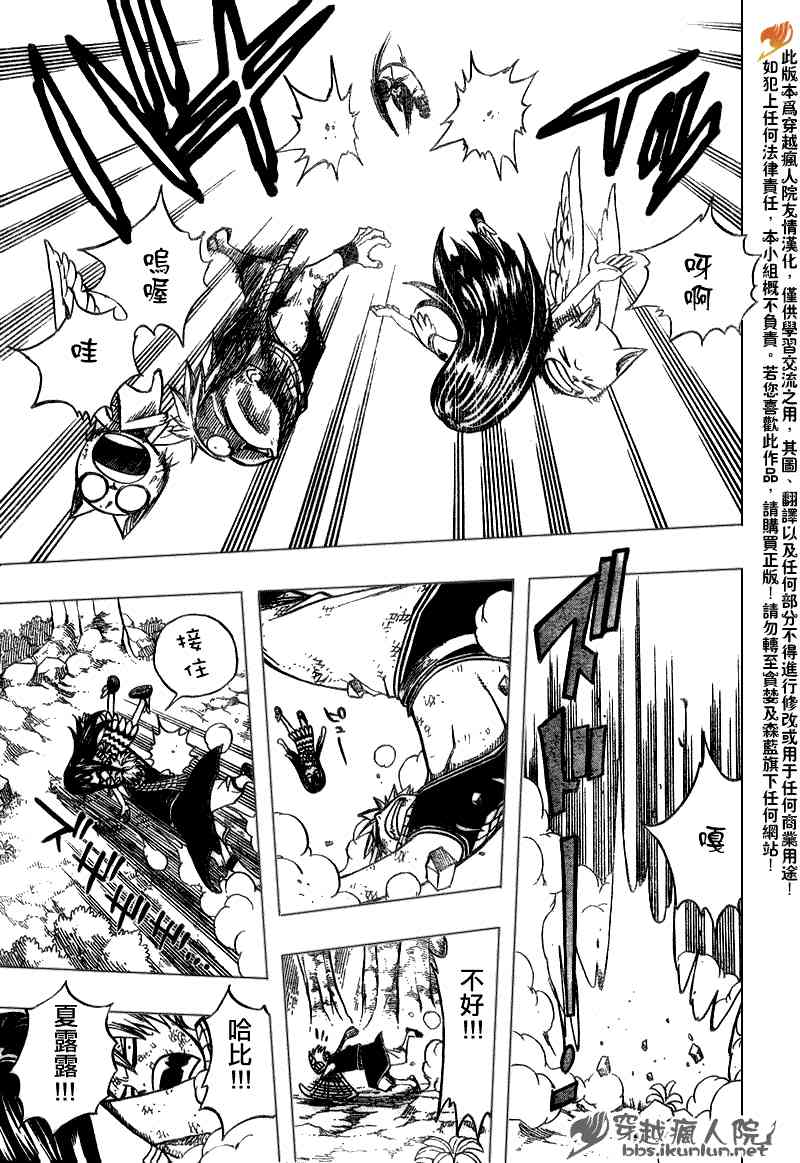 此版本爲穿越瘋人院友情漢化，僅供學習交流之用，其圖、翻譯以及任何部分不得進行修改或用于任何商業用途！
如犯上任何法律責任，本小組概不負責。若您喜歡此作品，請購買正版！請勿轉至貪婪及森藍旗下任何網站！
呀啊
嗚喔
哇
嘎
ズズ
接住
不好!!!
哈比!!!
夏露露!!!
穿越瘋人院
bbs.ikunlun.net